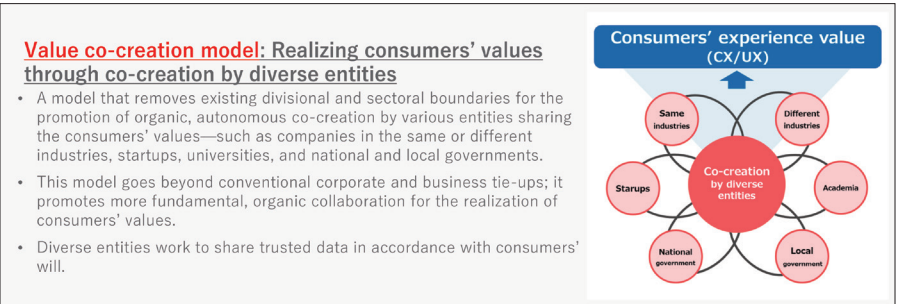 Value co-creation model: Realizing consumers’ values
through co-creation by diverse entities
• A model that removes existing divisional and sectoral boundaries for the
promotion of organic, autonomous co-creation by various entities sharing
the consumers’ values—such as companies in the same or different
industries, startups, universities, and national and local governments.
• This model goes beyond conventional corporate and business tie-ups; it
promotes more fundamental, organic collaboration for the realization of
consumers’ values.
• Diverse entities work to share trusted data in accordance with consumers’
will.
Consumers’ experience value
(CX/UX)
Same
industries
Different
industries
Co-creation
by diverse
entities
Starups
Academia
National
government
Local
government